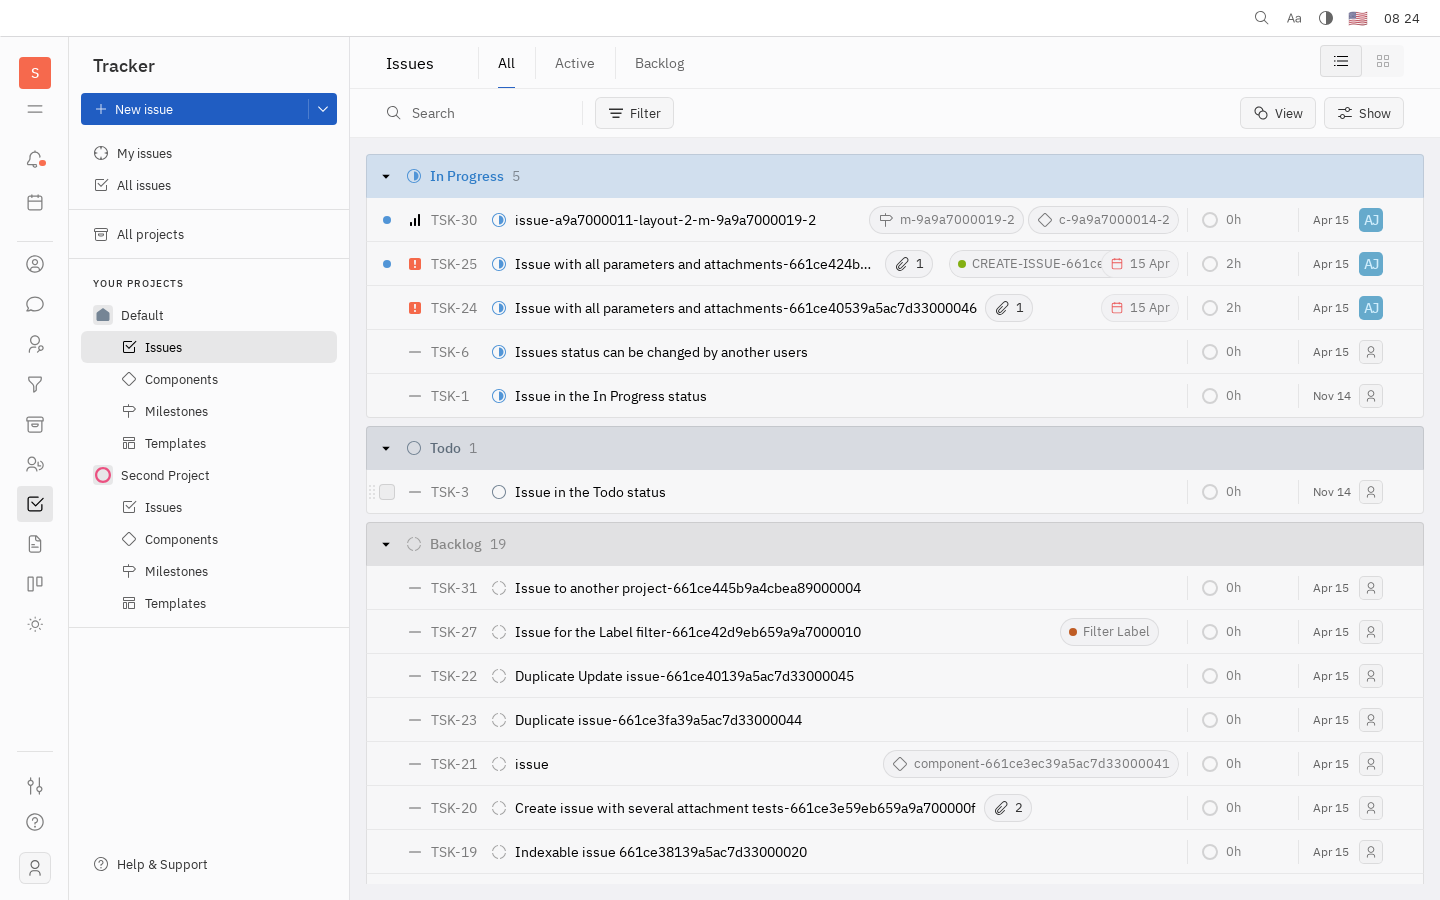 Aa
08 24
S
Tracker
New issue
My issues
All issues
All projects
YOUR PROJECTS
Default
Issues
Components
Milestones
Templates
Second Project
Issues
Components
Milestones
Templates
Help & Support
Issues
All
Active
Backlog
Search
Filter
View
Show
In Progress 5
TSK-30 issue-a9a7000011-layout-2-m-9a9a7000019-2 m-9a9a7000019-2 c-9a9a7000014-2 0h Apr 15 AJ
TSK-25 Issue with all parameters and attachments-661ce424b... 1 CREATE-ISSUE-661ce 15 Apr 2h Apr 15 AJ
TSK-24 Issue with all parameters and attachments-661ce40539a5ac7d33000046 1 15 Apr 2h Apr 15 AJ
TSK-6 Issues status can be changed by another users 0h Apr 15
TSK-1 Issue in the In Progress status 0h Nov 14
Todo 1
TSK-3 Issue in the Todo status 0h Nov 14
Backlog 19
TSK-31 Issue to another project-661ce445b9a4cbea89000004 0h Apr 15
TSK-27 Issue for the Label filter-661ce42d9eb659a9a7000010 Filter Label 0h Apr 15
TSK-22 Duplicate Update issue-661ce40139a5ac7d33000045 0h Apr 15
TSK-23 Duplicate issue-661ce3fa39a5ac7d33000044 0h Apr 15
TSK-21 issue component-661ce3ec39a5ac7d33000041 0h Apr 15
TSK-20 Create issue with several attachment tests-661ce3e59eb659a9a700000f 2 0h Apr 15
TSK-19 Indexable issue 661ce38139a5ac7d33000020 0h Apr 15